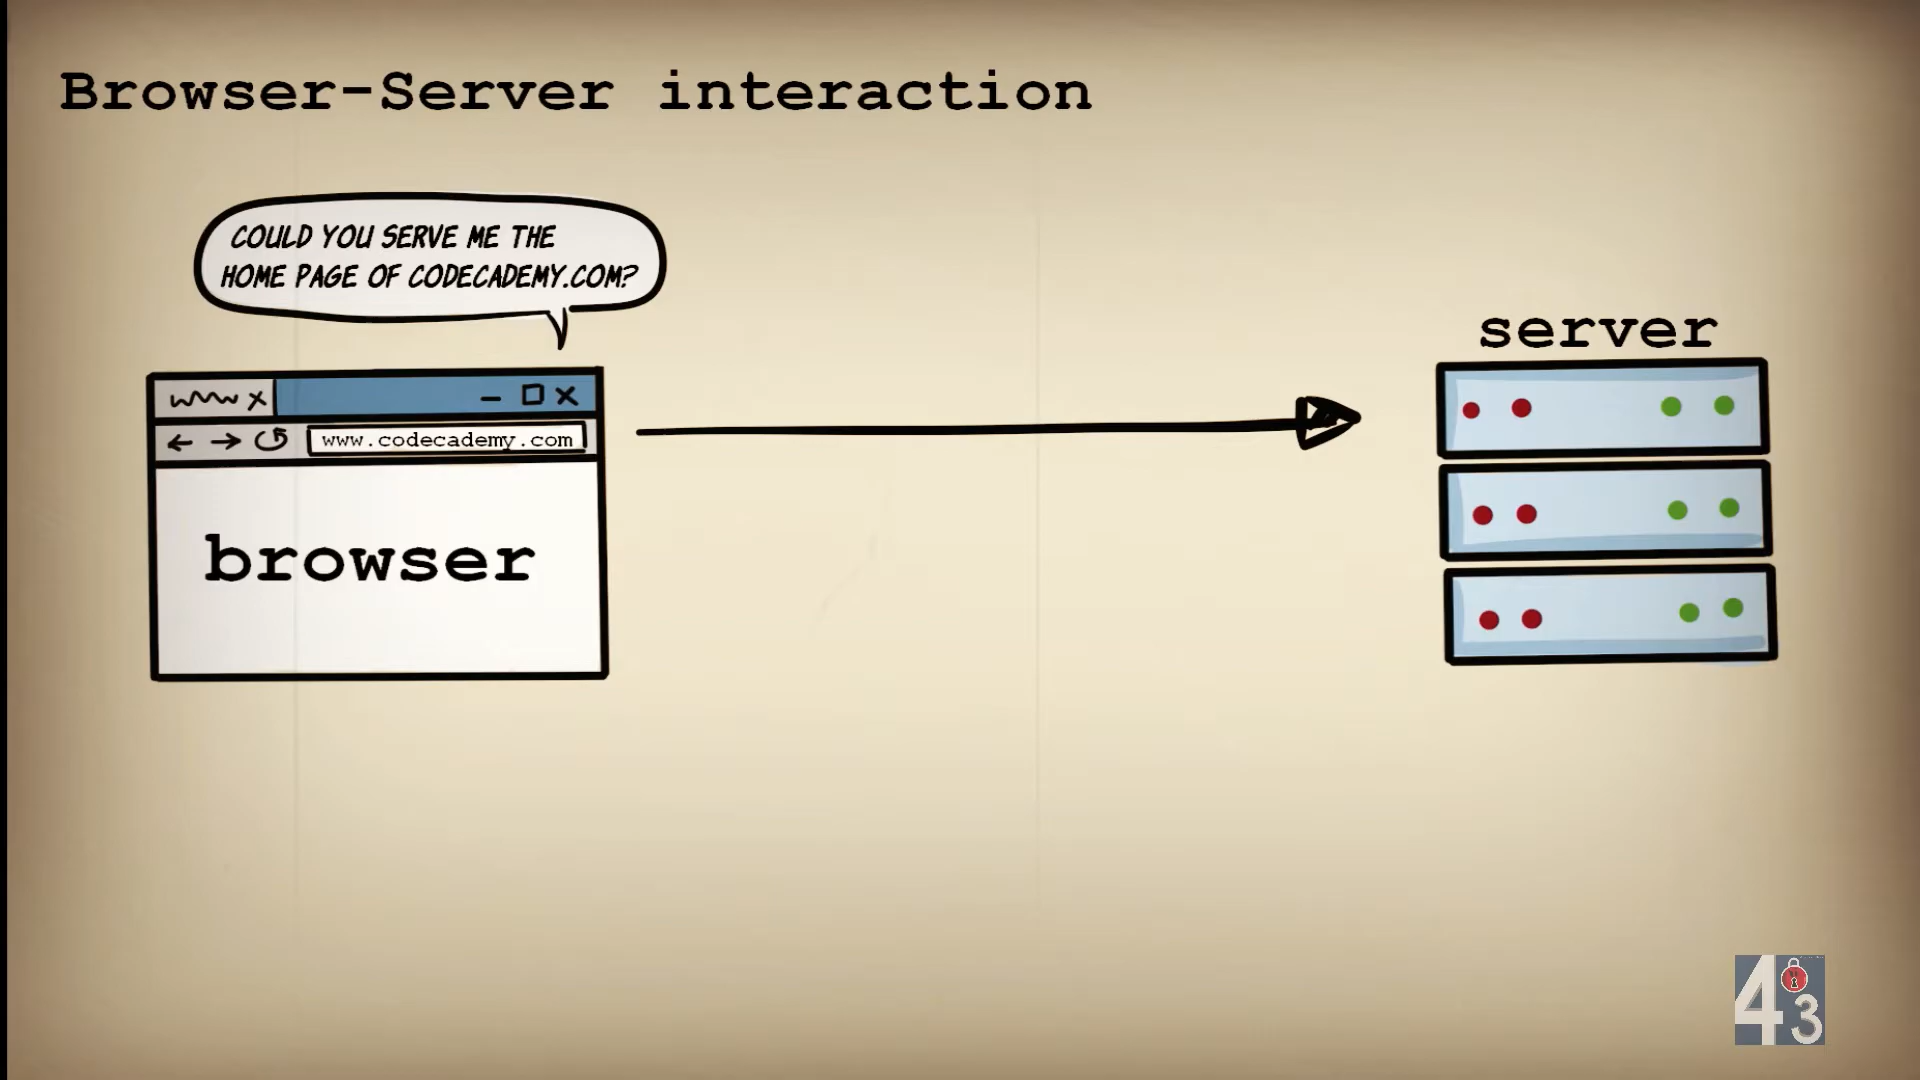 Browser-Server interaction
COULD YOU SERVE ME THE
HOME PAGE OF CODECADEMY.COM?
server
www.codecademy.com
browser
43